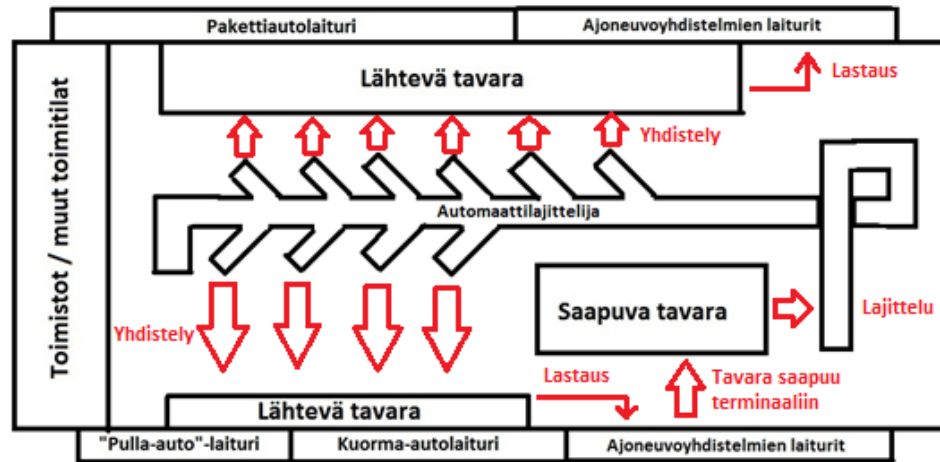 Pakettiautolaituri
Ajoneuvoyhdistelmien laiturit
Lähtevä tavara
Lastaus
Yhdistely
Toimistot / muut toimitilat
Automaattilajittelija
Saapuva tavara
Lajittelu
Yhdistely
Lastaus
Tavara saapuu
terminaaliin
Lähtevä tavara
"Pulla-auto"-laituri
Kuorma-autolaituri
Ajoneuvoyhdistelmien laiturit